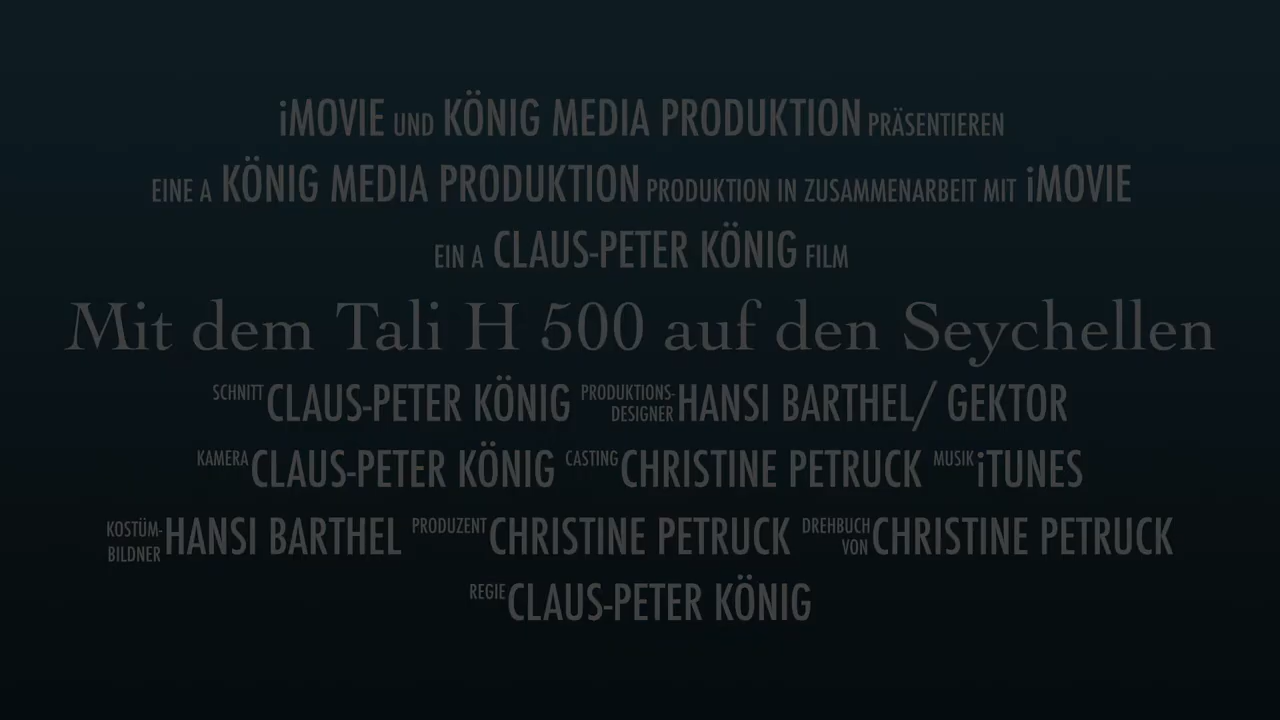 iMOVIE UND KÖNIG MEDIA PRODUKTION PRÄSENTIEREN
EINE A KÖNIG MEDIA PRODUKTION PRODUKTION IN ZUSAMMENARBEIT MIT iMOVIE
EIN A CLAUS-PETER KÖNIG FILM
Mit dem Tali H 500 auf den Seychellen
SCHNITT CLAUS-PETER KÖNIG PRODUKTIONS-DESIGNER HANSI BARTHEL/ GEKTOR
KAMERA CLAUS-PETER KÖNIG CASTING CHRISTINE PETRUCK MUSIK iTUNES
KOSTÜM-BILDNER HANSI BARTHEL PRODUZENT CHRISTINE PETRUCK DREHBUCH VON CHRISTINE PETRUCK
REGIE CLAUS-PETER KÖNIG